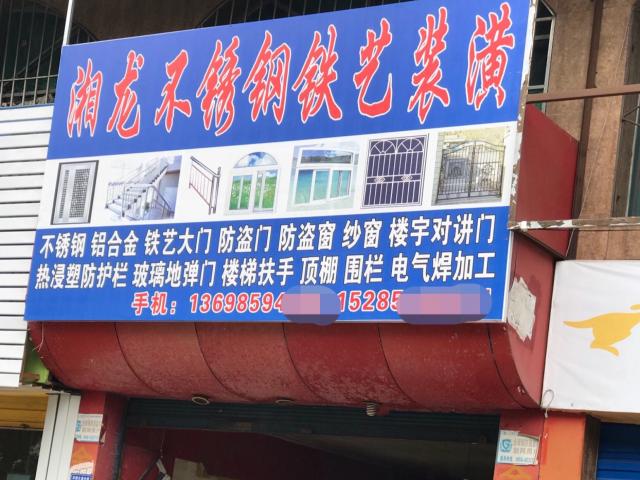 湘龙不锈钢铁艺装潢
不锈钢 铝合金 铁艺大门 防盗门 防盗窗 纱窗 楼宇对讲门
热浸塑防护栏 玻璃地弹门 楼梯扶手 顶棚 围栏 电气焊加工
手机：13698594 15285